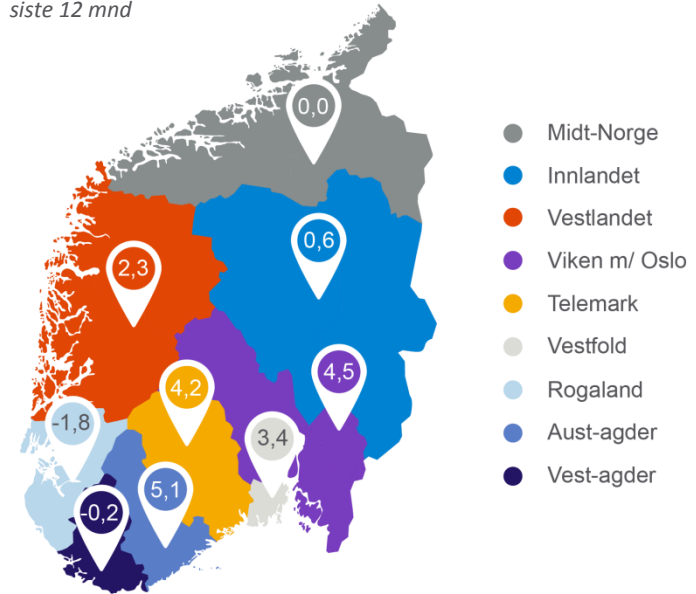 siste 12 mnd
0,0
Midt-Norge
Innlandet
Vestlandet
Viken m/ Oslo
Telemark
Vestfold
Rogaland
Aust-agder
Vest-agder
0,6
2,3
4,5
4,2
-1,8
3,4
5,1
-0,2